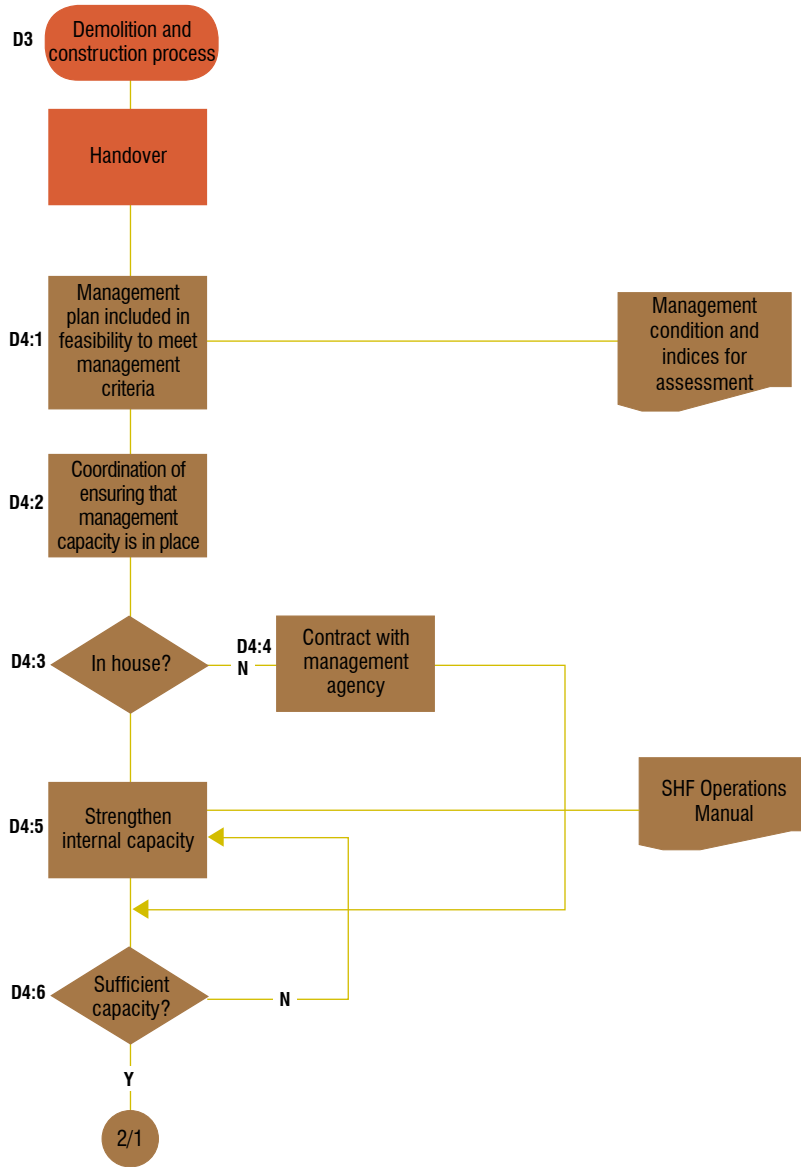 D3
Demolition and
construction process
Handover
D4:1
Management
plan included in
feasibility to meet
management
criteria
Management
condition and
indices for
assessment
D4:2
Coordination of
ensuring that
management
capacity is in place
D4:3
In house?
N
D4:4
Contract with
management
agency
D4:5
Strengthen
internal capacity
SHF Operations
Manual
D4:6
Sufficient
capacity?
N
Y
2/1